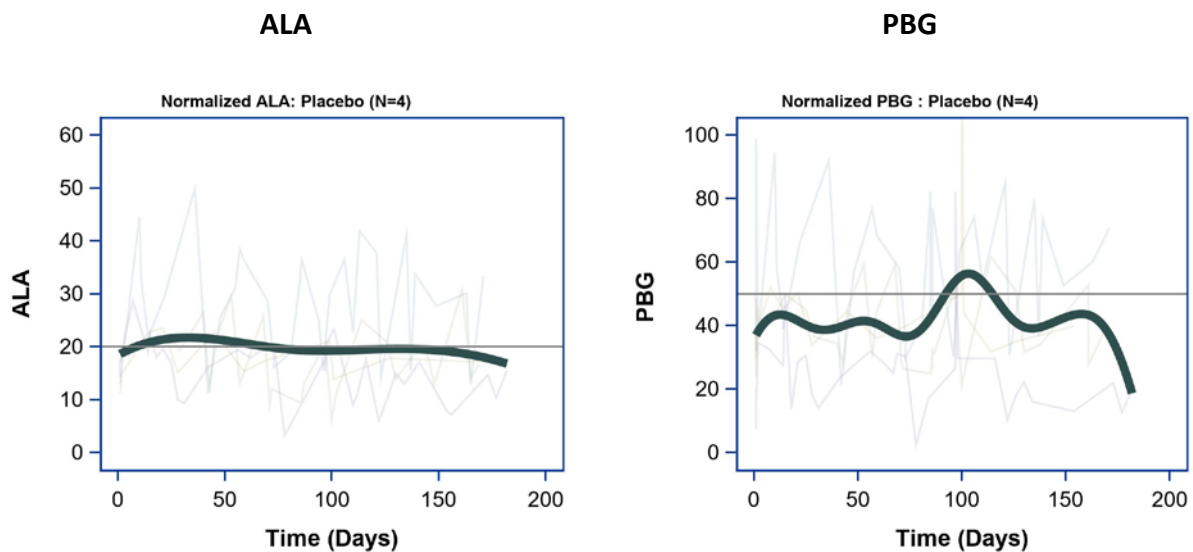 ALA
PBG
Normalized ALA: Placebo (N=4)
60
50
40
30
20
10
0
ALA
0 50 100 150 200
Time (Days)
Normalized PBG : Placebo (N=4)
100
80
60
40
20
0
PBG
0 50 100 150 200
Time (Days)